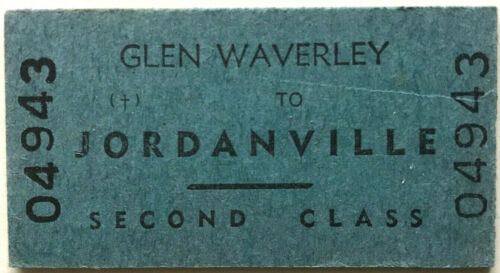 GLEN WAVERLEY
(†) TO
JORDANVILLE
SECOND CLASS
04943
04943